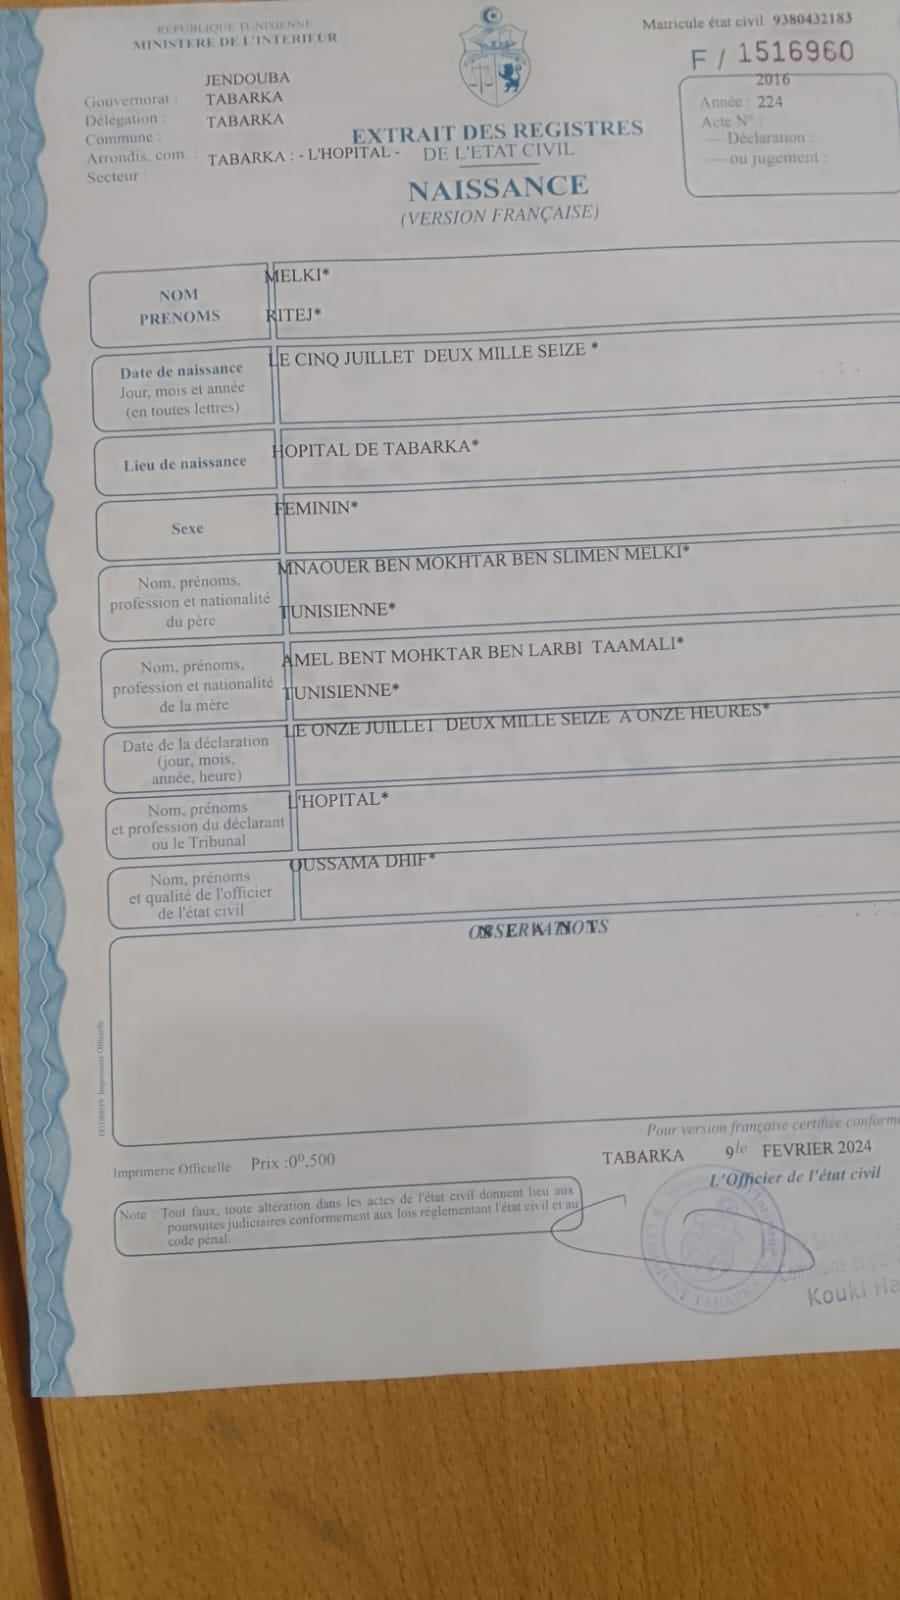 REPUBLIQUE TUNISIENNE
MINISTERE DE L'INTERIEUR
Matricule état civil 9380432183
F / 1516960
Gouvernorat : JENDOUBA
Délégation : TABARKA
Commune : TABARKA
Arrondis. com. :
Secteur : TABARKA : - L'HOPITAL -
2016
Année : 224
Acte N° :
— Déclaration :
— ou jugement :
EXTRAIT DES REGISTRES
DE L'ETAT CIVIL
NAISSANCE
(VERSION FRANÇAISE)
NOM MELKI*
PRENOMS RITEJ*
Date de naissance LE CINQ JUILLET DEUX MILLE SEIZE *
Jour, mois et année
(en toutes lettres)
Lieu de naissance HOPITAL DE TABARKA*
Sexe FEMININ*
Nom, prénoms, MNAOUER BEN MOKHTAR BEN SLIMEN MELKI*
profession et nationalité TUNISIENNE*
du père
Nom, prénoms, AMEL BENT MOHKTAR BEN LARBI TAAMALI*
profession et nationalité TUNISIENNE*
de la mère
Date de la déclaration LE ONZE JUILLET DEUX MILLE SEIZE A ONZE HEURES*
(jour, mois,
année, heure)
Nom, prénoms L'HOPITAL*
et profession du déclarant
ou le Tribunal
Nom, prénoms OUSSAMA DHIF*
et qualité de l'officier
de l'état civil
Imprimerie Officielle
Pour version française certifiée conforme
TABARKA 9 le FEVRIER 2024
L'Officier de l'état civil
Imprimerie Officielle Prix :0ᴰ,500
Note : Tout faux, toute altération dans les actes de l'état civil donnent lieu aux
poursuites judiciaires conformement aux lois réglementant l'état civil et au
code pénal.
Kouki